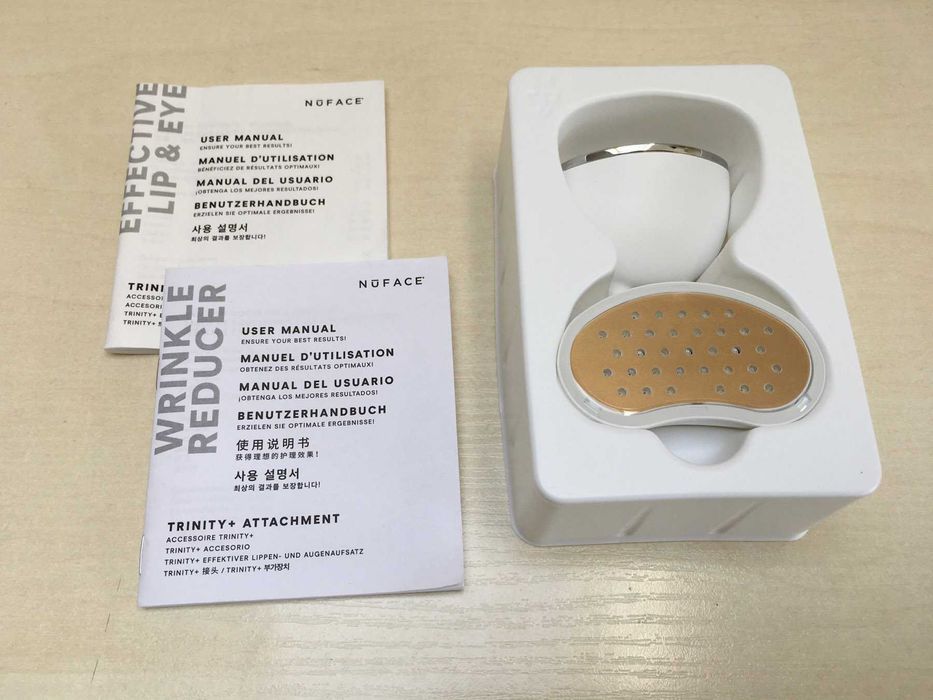 EFFECTIVE
LIP & EYE
NUFACE
USER MANUAL
ENSURE YOUR BEST RESULTS!
MANUEL D'UTILISATION
BÉNÉFICIEZ DE RÉSULTATS OPTIMAUX!
MANUAL DEL USUARIO
¡OBTENGA LOS MEJORES RESULTADOS!
BENUTZERHANDBUCH
ERZIELEN SIE OPTIMALE ERGEBNISSE!
사용 설명서
최상의 결과를 보장합니다!
ACCESSO
ACCESOR
TRINITY+
TRINITY+
WRINKLE
REDUCER
NUFACE
USER MANUAL
ENSURE YOUR BEST RESULTS!
MANUEL D'UTILISATION
OBTENEZ DES RÉSULTATS OPTIMAUX!
MANUAL DEL USUARIO
¡OBTENGA LOS MEJORES RESULTADOS!
BENUTZERHANDBUCH
ERZIELEN SIE OPTIMALE ERGEBNISSE!
使用说明书
获得理想的护理效果！
사용 설명서
최상의 결과를 보장합니다!
TRINITY+ ATTACHMENT
ACCESSOIRE TRINITY+
TRINITY+ ACCESORIO
TRINITY+ EFFEKTIVER LIPPEN- UND AUGENAUFSATZ
TRINITY+ 接头 / TRINITY+ 부가장치